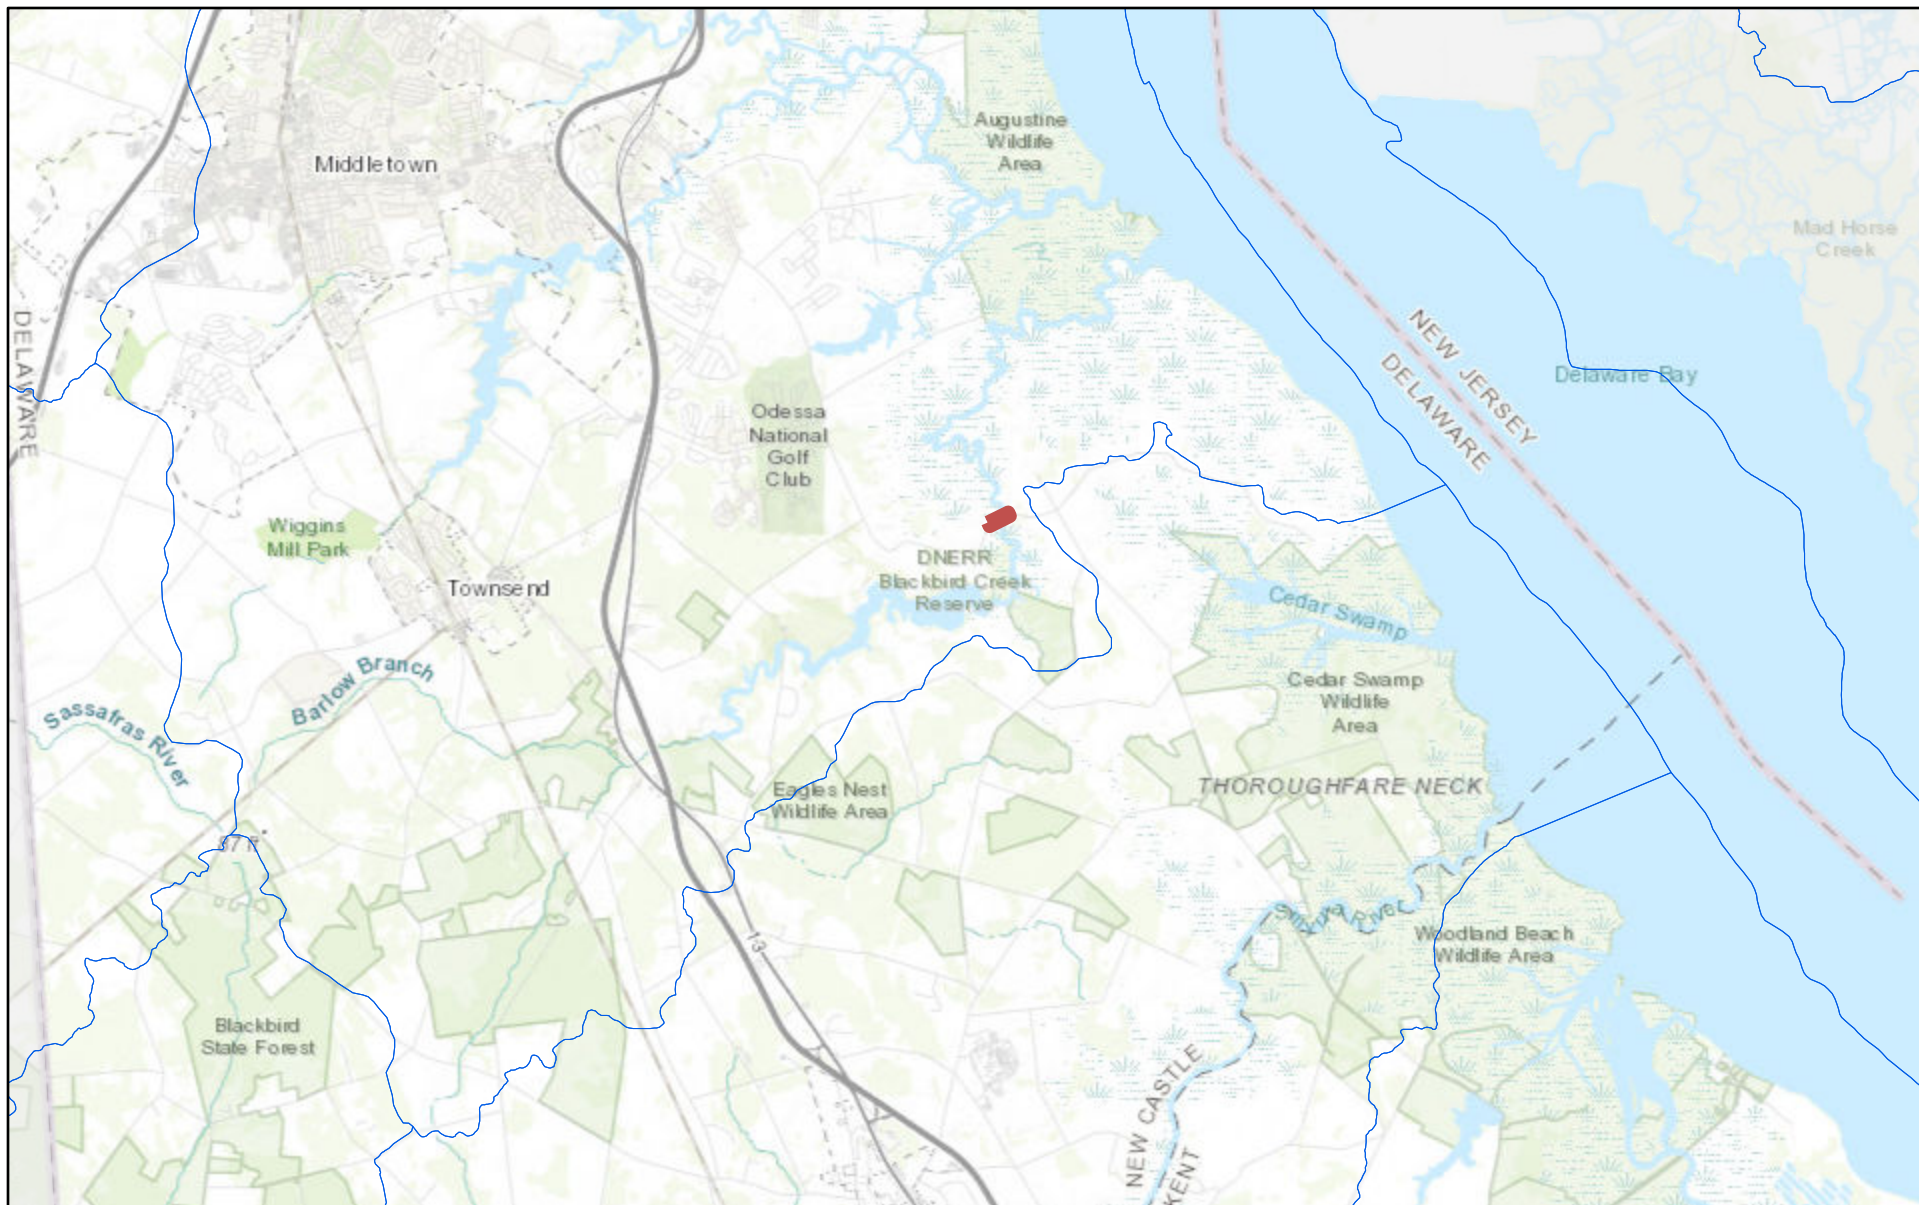 Augustine
Wildlife
Area
Middletown
Mad Horse
Creek
DELAWARE
NEW JERSEY
DELAWARE
Delaware Bay
Odessa
National
Golf
Club
Wiggins
Mill Park
Townsend
DNERR
Blackbird Creek
Reserve
Cedar Swamp
Barlow Branch
Sassafras River
Cedar Swamp
Wildlife
Area
THOROUGHFARE NECK
Eagles Nest
Wildlife Area
87 ft
Smyrna River
Woodland Beach
Wildlife Area
13
Blackbird
State Forest
NEW CASTLE
KENT